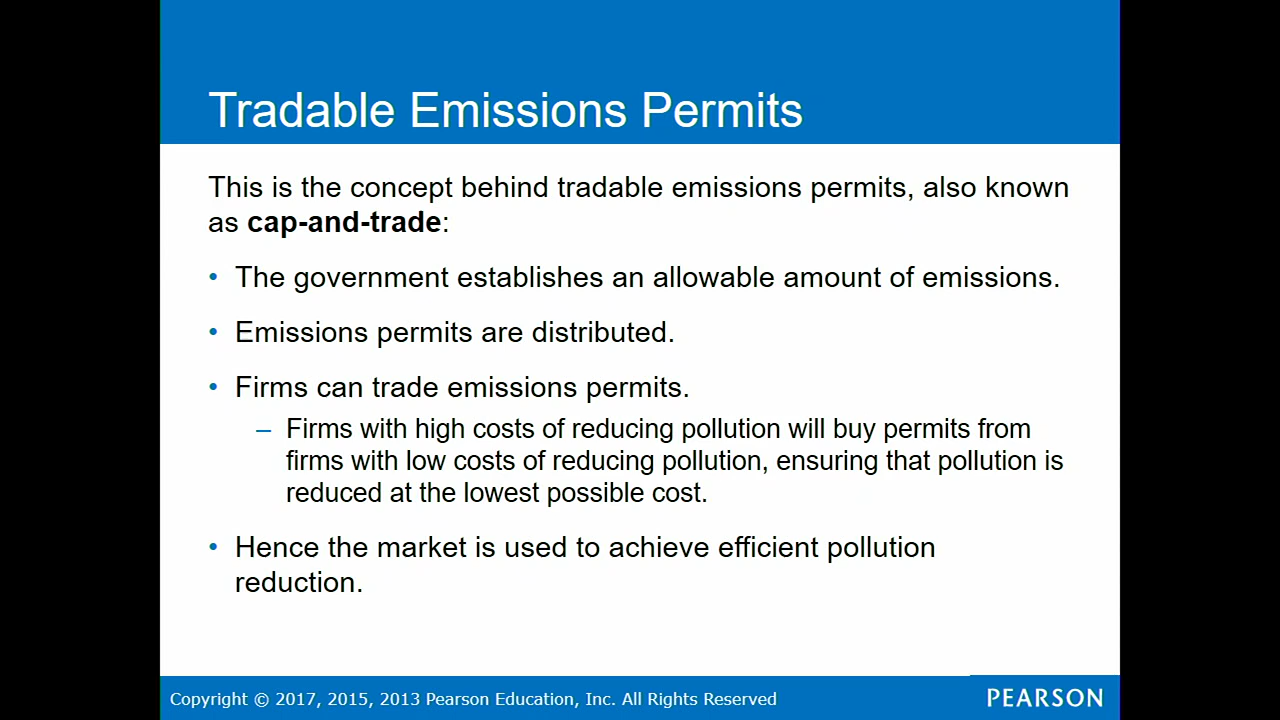 Tradable Emissions Permits
This is the concept behind tradable emissions permits, also known
as cap-and-trade:
• The government establishes an allowable amount of emissions.
• Emissions permits are distributed.
• Firms can trade emissions permits.
– Firms with high costs of reducing pollution will buy permits from
firms with low costs of reducing pollution, ensuring that pollution is
reduced at the lowest possible cost.
• Hence the market is used to achieve efficient pollution
reduction.
Copyright © 2017, 2015, 2013 Pearson Education, Inc. All Rights Reserved
PEARSON